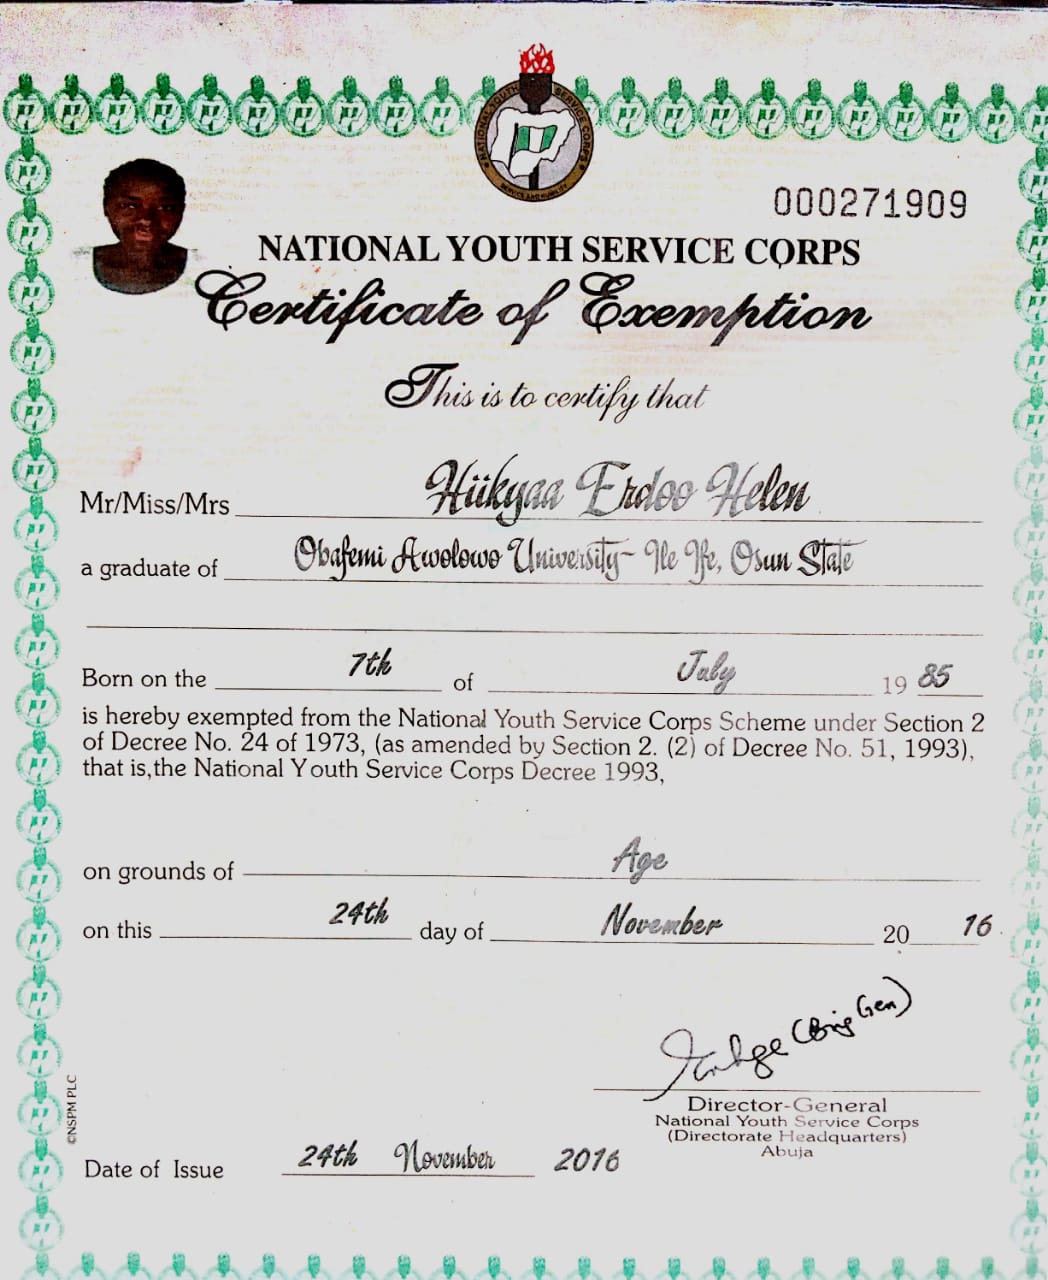 NATIONAL YOUTH SERVICE CORPS
000271909
NATIONAL YOUTH SERVICE CORPS
Certificate of Exemption
This is to certify that
Mr/Miss/Mrs Hiikyaa Erdoo Helen
a graduate of Obafemi Awolowo University- Ile Ife, Osun State
Born on the 7th of July 19 85
is hereby exempted from the National Youth Service Corps Scheme under Section 2
of Decree No. 24 of 1973, (as amended by Section 2. (2) of Decree No. 51, 1993),
that is,the National Youth Service Corps Decree 1993,
on grounds of Age
on this 24th day of November 20 16
(Brig Gen)
Director-General
National Youth Service Corps
(Directorate Headquarters)
Abuja
Date of Issue 24th November 2016
©NSPM PLC